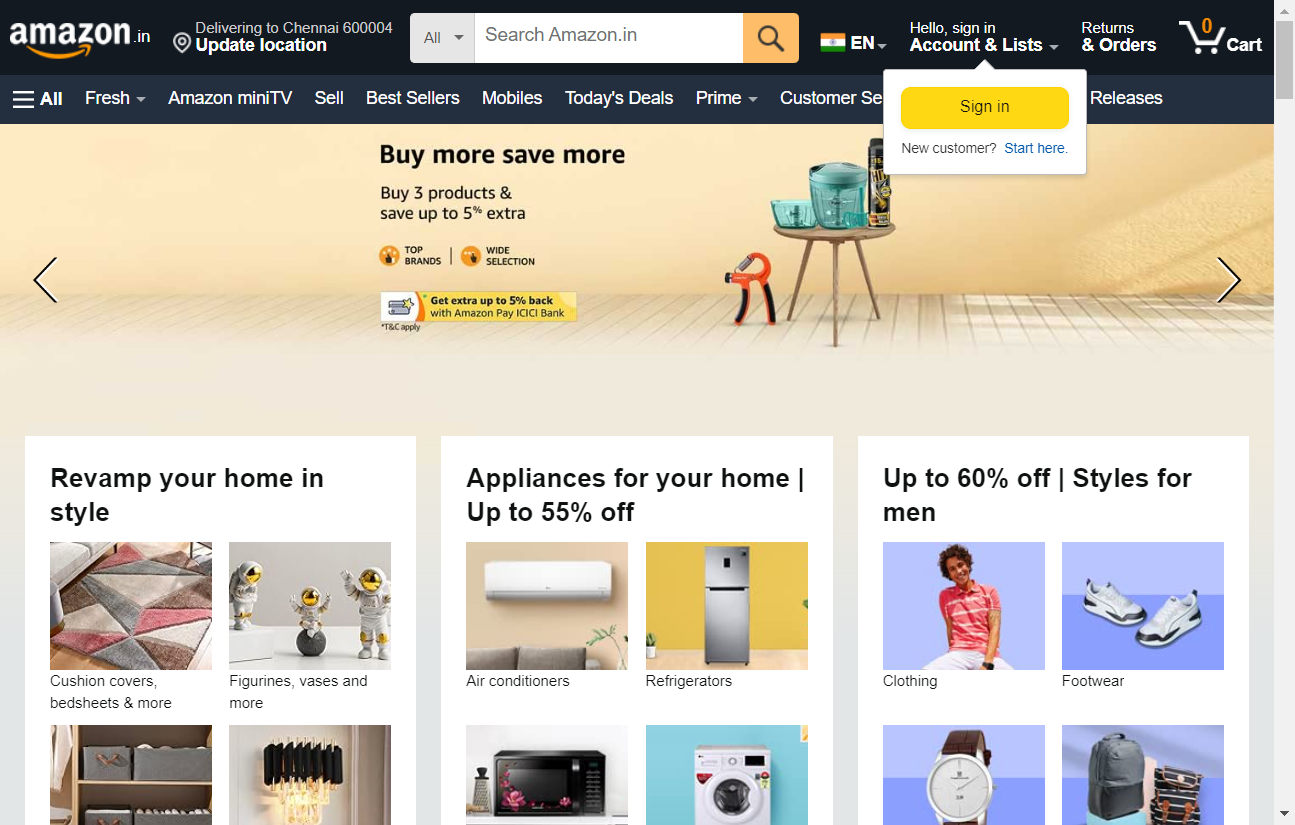 amazon.in
Delivering to Chennai 600004
Update location
All
Search Amazon.in
EN
Hello, sign in
Account & Lists
Returns
& Orders
0
Cart
All
Fresh
Amazon miniTV
Sell
Best Sellers
Mobiles
Today's Deals
Prime
Customer Se
Releases
Sign in
New customer? Start here.
Buy more save more
Buy 3 products &
save up to 5% extra
TOP
BRANDS
WIDE
SELECTION
Get extra up to 5% back
with Amazon Pay ICICI Bank
*T&C apply
Revamp your home in
style
Cushion covers,
bedsheets & more
Figurines, vases and
more
Appliances for your home |
Up to 55% off
Air conditioners
Refrigerators
Up to 60% off | Styles for
men
Clothing
Footwear